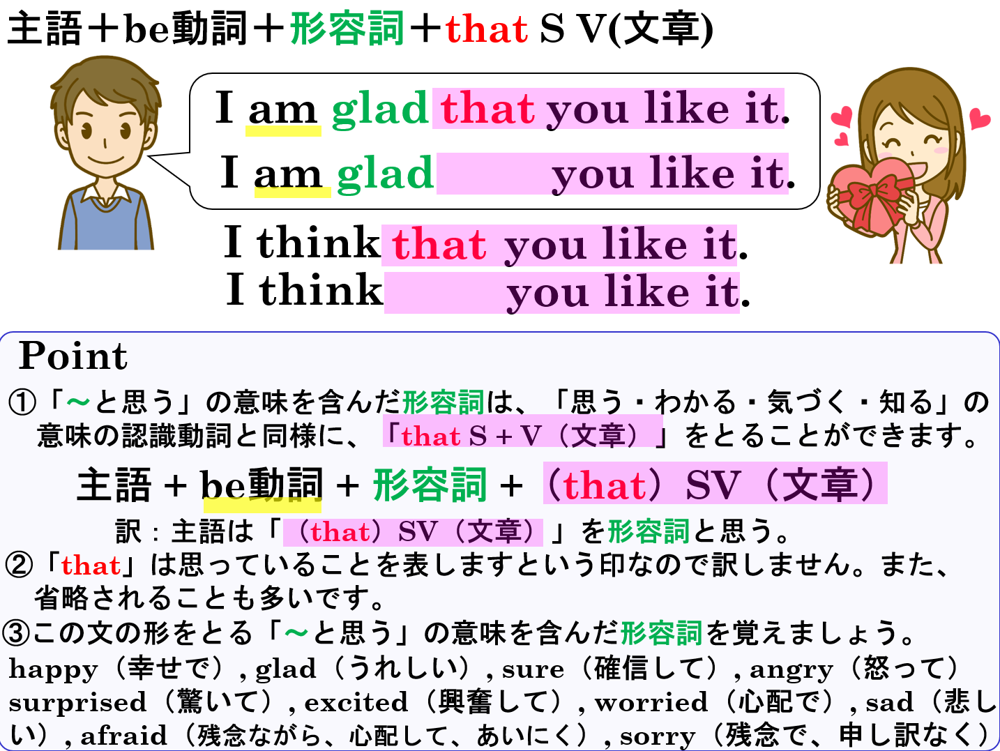 主語＋be動詞＋形容詞＋that S V(文章)
I am glad that you like it.
I am glad you like it.
I think that you like it.
I think you like it.
Point
①「～と思う」の意味を含んだ形容詞は、「思う・わかる・気づく・知る」の
意味の認識動詞と同様に、「that S + V（文章）」をとることができます。
主語 + be動詞 + 形容詞 + （that）SV（文章）
訳：主語は「（that）SV（文章）」を形容詞と思う。
②「that」は思っていることを表しますという印なので訳しません。また、
省略されることも多いです。
③この文の形をとる「～と思う」の意味を含んだ形容詞を覚えましょう。
happy（幸せで）, glad（うれしい）, sure（確信して）, angry（怒って）
surprised（驚いて）, excited（興奮して）, worried（心配で）, sad（悲し
い）, afraid（残念ながら、心配して、あいにく）, sorry（残念で、申し訳なく）